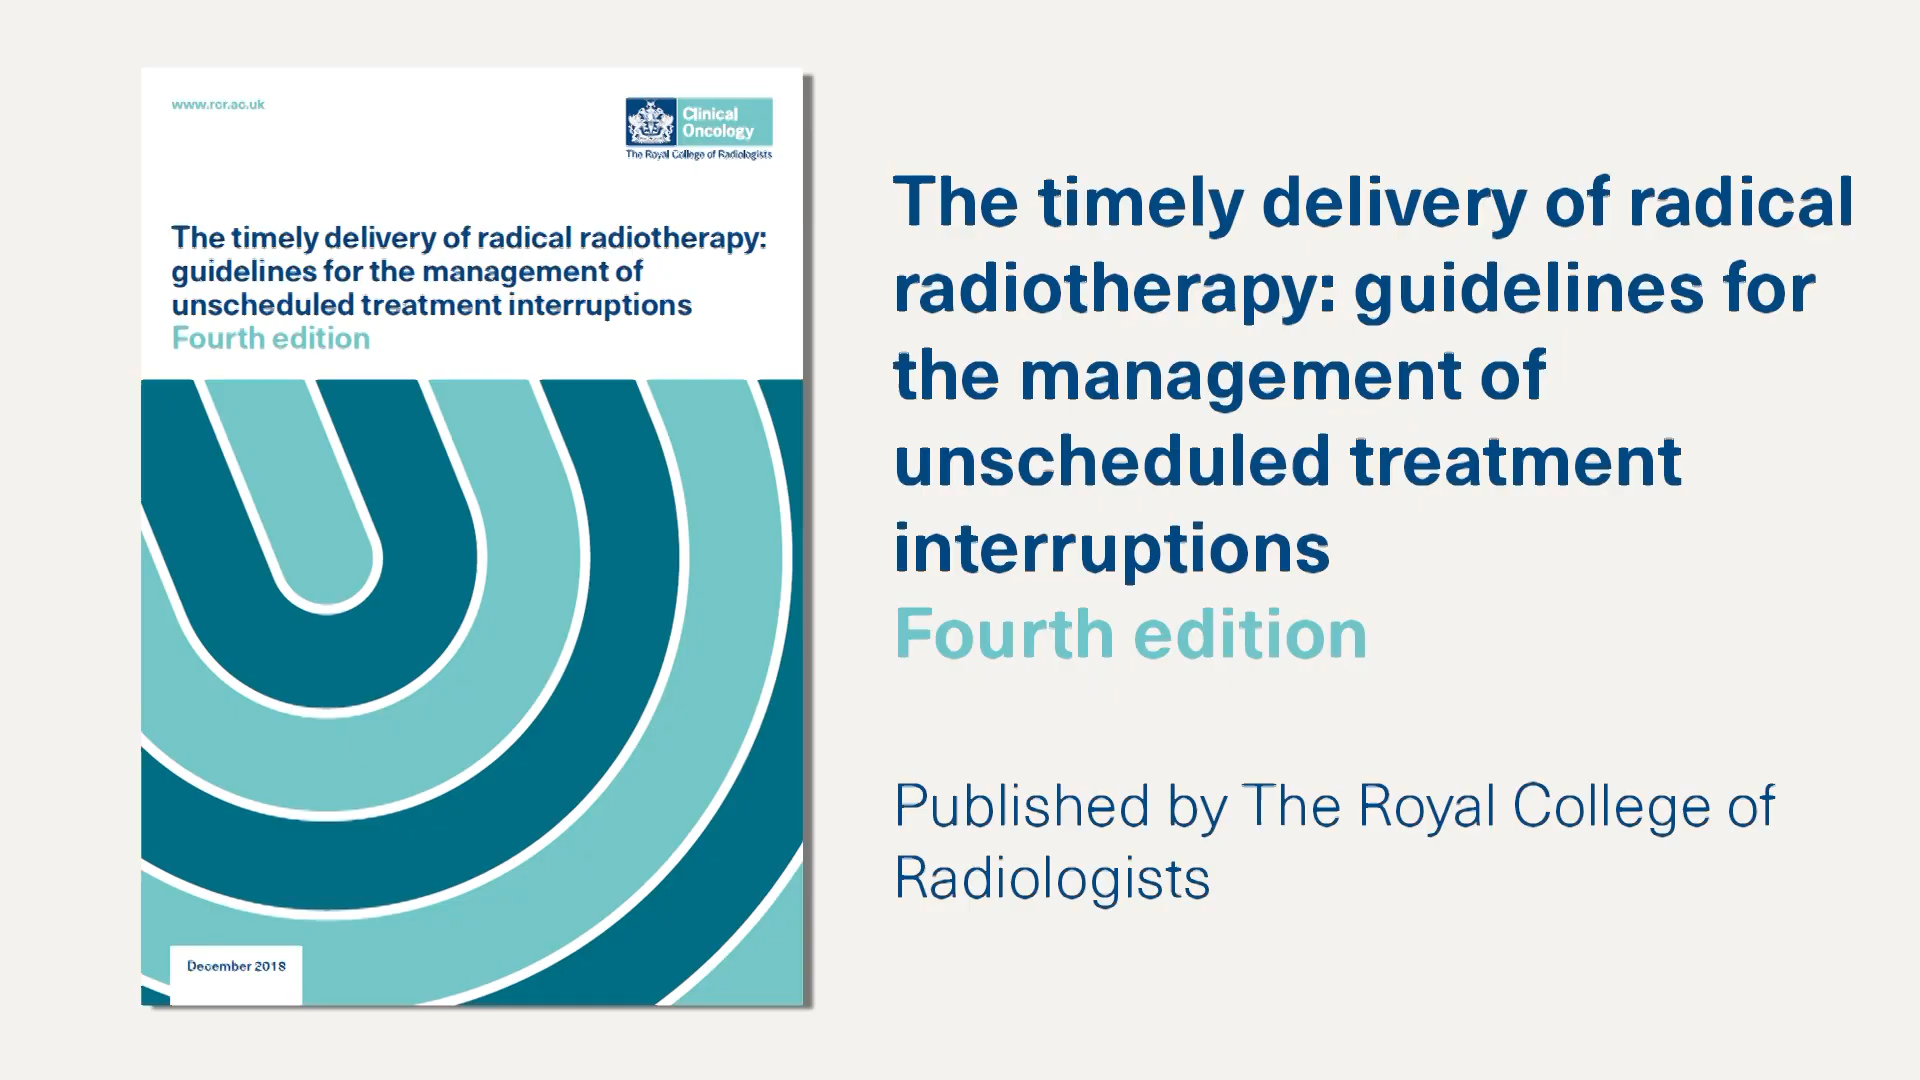 www.rcr.ac.uk
Clinical
Oncology
The Royal College of Radiologists
The timely delivery of radical radiotherapy:
guidelines for the management of
unscheduled treatment interruptions
Fourth edition
December 2018
The timely delivery of radical
radiotherapy: guidelines for
the management of
unscheduled treatment
interruptions
Fourth edition
Published by The Royal College of
Radiologists